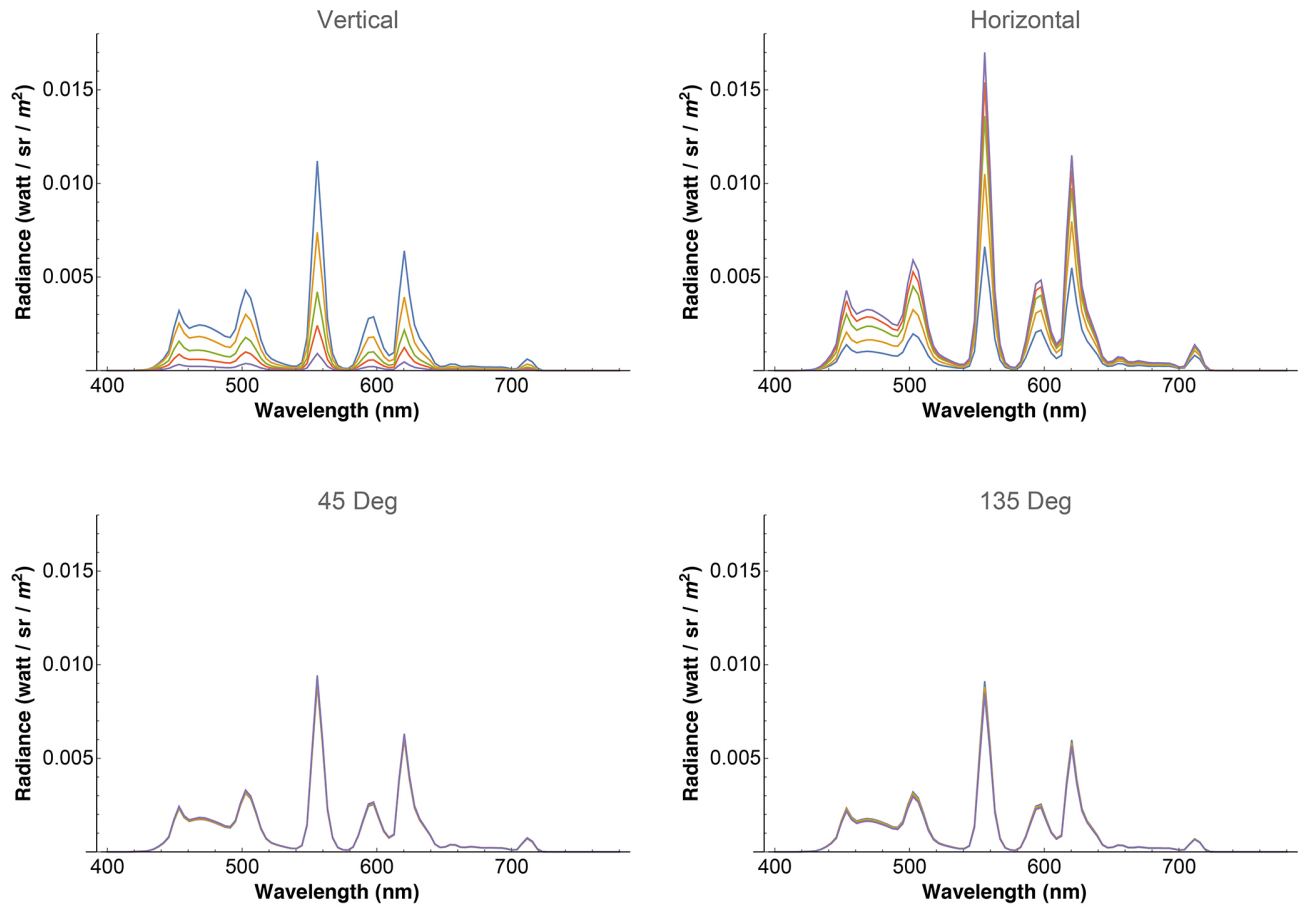 Vertical
Radiance (watt / sr / m²)
0.015
0.010
0.005
400 500 600 700
Wavelength (nm)
Horizontal
Radiance (watt / sr / m²)
0.015
0.010
0.005
400 500 600 700
Wavelength (nm)
45 Deg
Radiance (watt / sr / m²)
0.015
0.010
0.005
400 500 600 700
Wavelength (nm)
135 Deg
Radiance (watt / sr / m²)
0.015
0.010
0.005
400 500 600 700
Wavelength (nm)